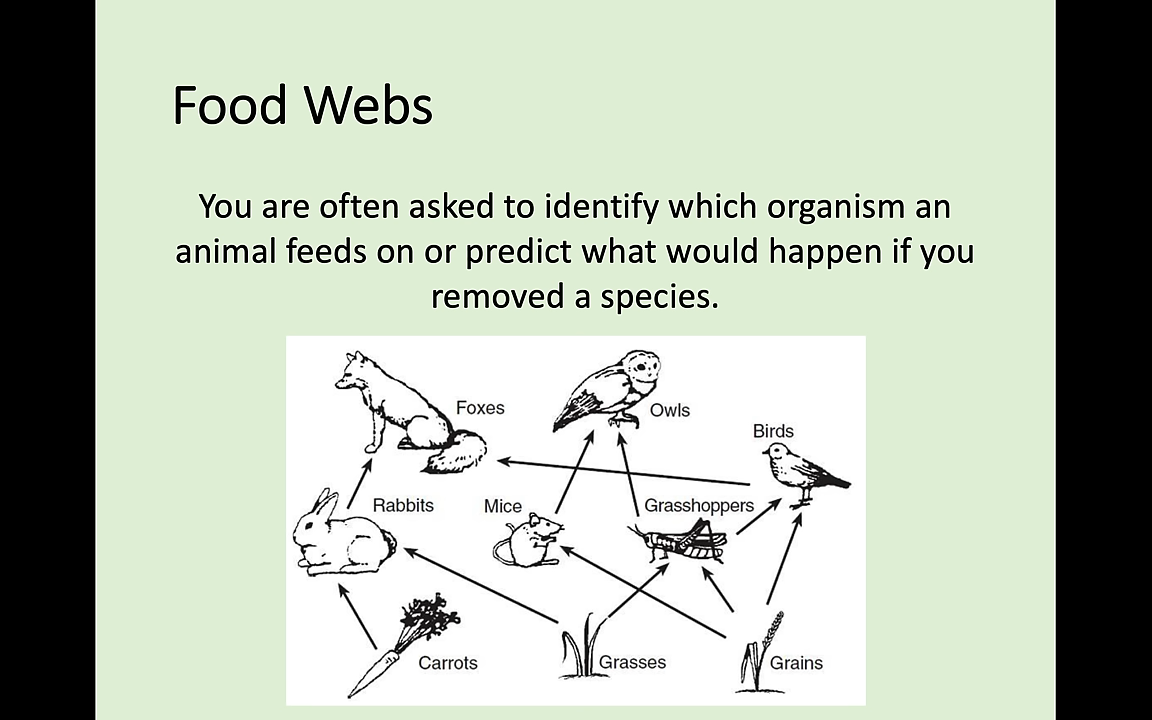 Food Webs
You are often asked to identify which organism an
animal feeds on or predict what would happen if you
removed a species.
Foxes
Owls
Birds
Rabbits
Mice
Grasshoppers
Carrots
Grasses
Grains